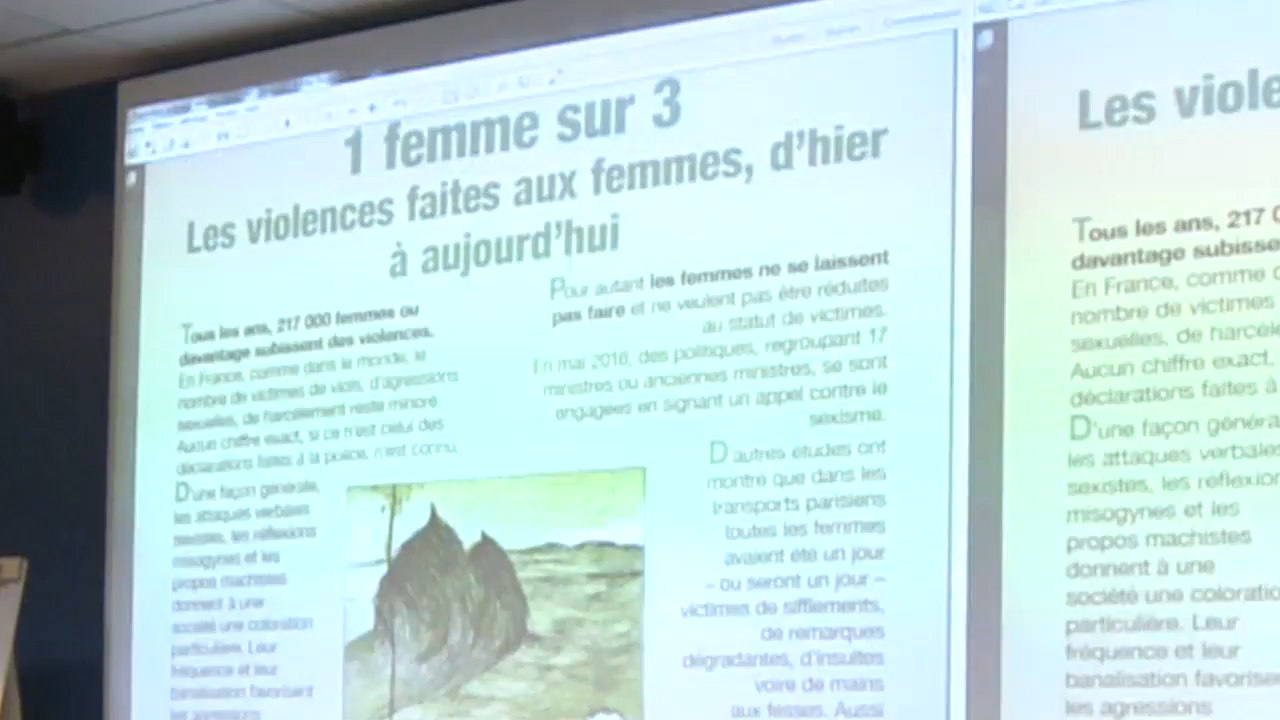 1 femme sur 3
Les violences faites aux femmes, d'hier
à aujourd'hui
Tous les ans, 217 000 femmes ou
davantage subissent des violences.
En France, comme dans le monde, le
nombre de victimes de viols, d'agressions
sexuelles, de harcèlement reste minoré.
Aucun chiffre exact, si ce n'est celui des
déclarations faites à la police, n'est connu.
D'une façon générale,
les attaques verbales
sexistes, les réflexions
misogynes et les
propos machistes
donnent à une
société une coloration
particulière. Leur
fréquence et leur
banalisation favorisent
les agressions
Pour autant les femmes ne se laissent
pas faire et ne veulent pas être réduites
au statut de victimes.
En mai 2016, des politiques, regroupant 17
ministres ou anciennes ministres, se sont
engagées en signant un appel contre le
sexisme.
D'autres études ont
montré que dans les
transports parisiens
toutes les femmes
avaient été un jour
– ou seront un jour –
victimes de sifflements,
de remarques
dégradantes, d'insultes
voire de mains
aux fesses. Aussi
Les viole
Tous les ans, 217 0
davantage subisse
En France, comme d
nombre de victimes
sexuelles, de harcèle
Aucun chiffre exact,
déclarations faites à
D'une façon généra
les attaques verbales
sexistes, les réflexion
misogynes et les
propos machistes
donnent à une
société une coloratio
particulière. Leur
fréquence et leur
banalisation favorise
les agressions